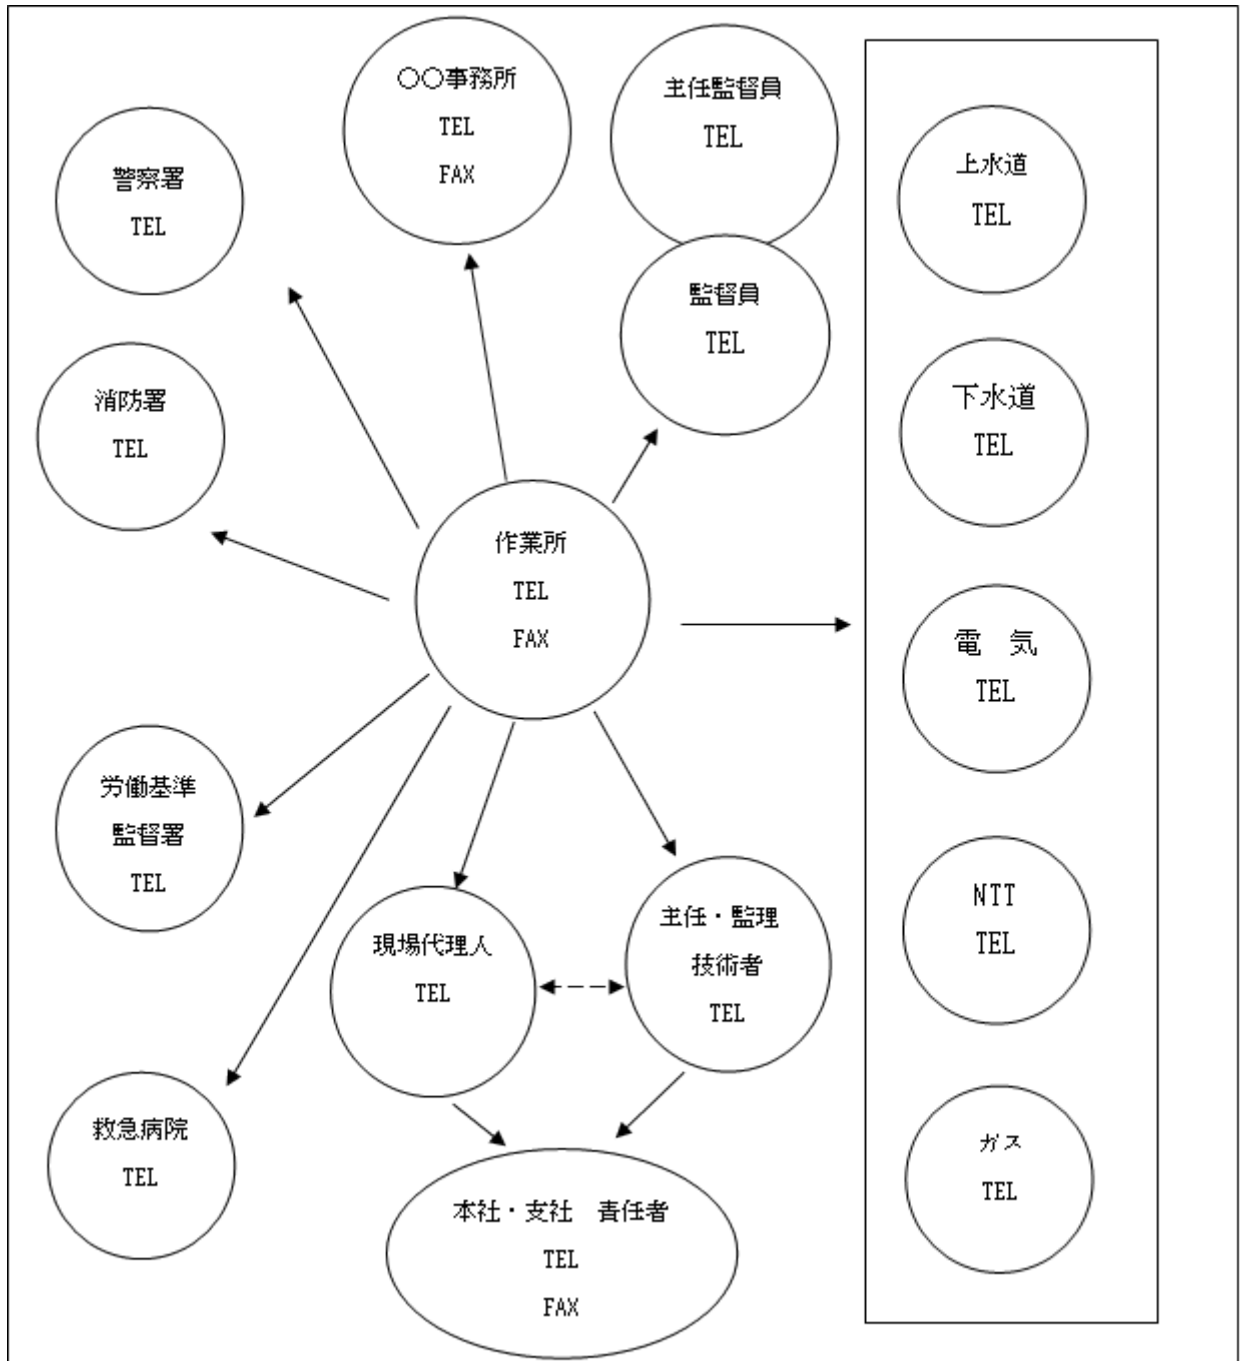 〇〇事務所
TEL
FAX
主任監督員
TEL
警察署
TEL
監督員
TEL
消防署
TEL
作業所
TEL
FAX
労働基準
監督署
TEL
現場代理人
TEL
主任・監理
技術者
TEL
救急病院
TEL
本社・支社　責任者
TEL
FAX
上水道
TEL
下水道
TEL
電　気
TEL
NTT
TEL
ガス
TEL